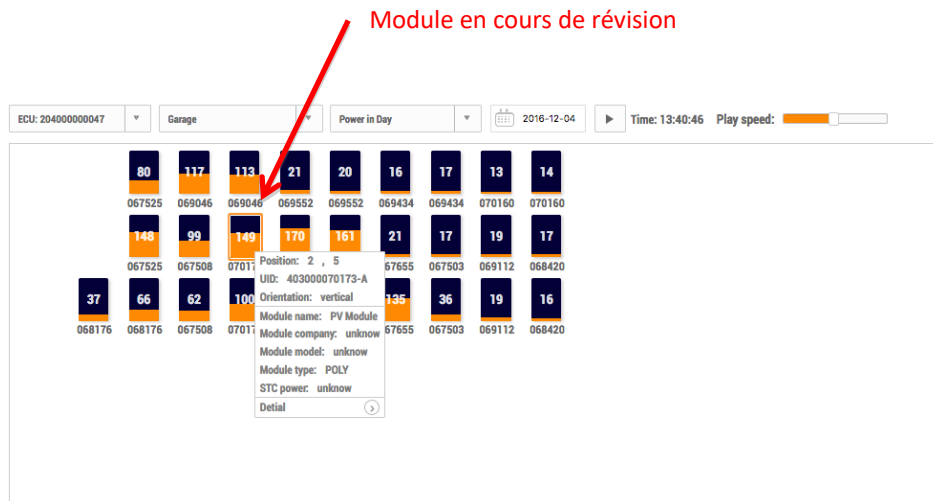 Module en cours de révision
ECU: 204000000047 Garage Power in Day 2016-12-04 Time: 13:40:46 Play speed:
80 117 113 21 20 16 17 13 14
067525 069046 069046 069552 069552 069434 069434 070160 070160
148 99 149 170 161 21 17 19 17
067525 067508 07017 67655 067503 069112 068420
Position: 2 , 5
UID: 403000070173-A
Orientation: vertical
37 66 62 100 135 36 19 16
068176 068176 067508 07017 67655 067503 069112 068420
Module name: PV Module
Module company: unknow
Module model: unknow
Module type: POLY
STC power: unknow
Detial